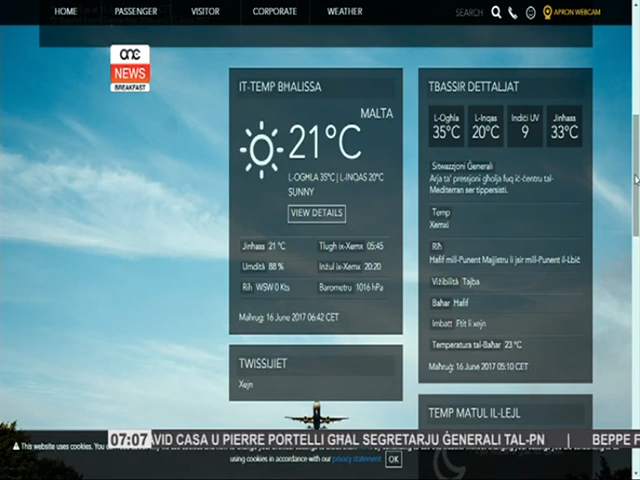 HOME PASSENGER VISITOR CORPORATE WEATHER SEARCH APRON WEBCAM
one
NEWS
BREAKFAST
IT-TEMP BĦALISSA
MALTA
21°C
L-OGĦLA 35°C | L-INQAS 20°C
SUNNY
VIEW DETAILS
Jinħass 21 °C Tlugħ ix-Xemx 05:45
Umdità 88 % Inżul ix-Xemx 20:20
Riħ WSW 0 Kts Barometru 1016 hPa
Maħruġ: 16 June 2017 06:42 CET
TWISSIJIET
Xejn
TBASSIR DETTALJAT
L-Ogħla L-Inqas Indiċi UV Jinħass
35°C 20°C 9 33°C
Sitwazzjoni Ġenerali
Arja ta' pressjoni għolja fuq iċ-ċentru tal-
Mediterran ser tippersisti.
Temp
Xemxi
Riħ
Ħafif mill-Punent Majjistru li jsir mill-Punent il-Lbiċ
Viżibilità Tajba
Baħar Ħafif
Imbatt Ftit li xejn
Temperatura tal-Baħar 23 °C
Maħruġ: 16 June 2017 05:10 CET
TEMP MATUL IL-LEJL
This website uses cookies.
07:07 AVID CASA U PIERRE PORTELLI GĦAL SEGRETARJU ĠENERALI TAL-PN | BEPPE F
using cookies in accordance with our privacy statement OK